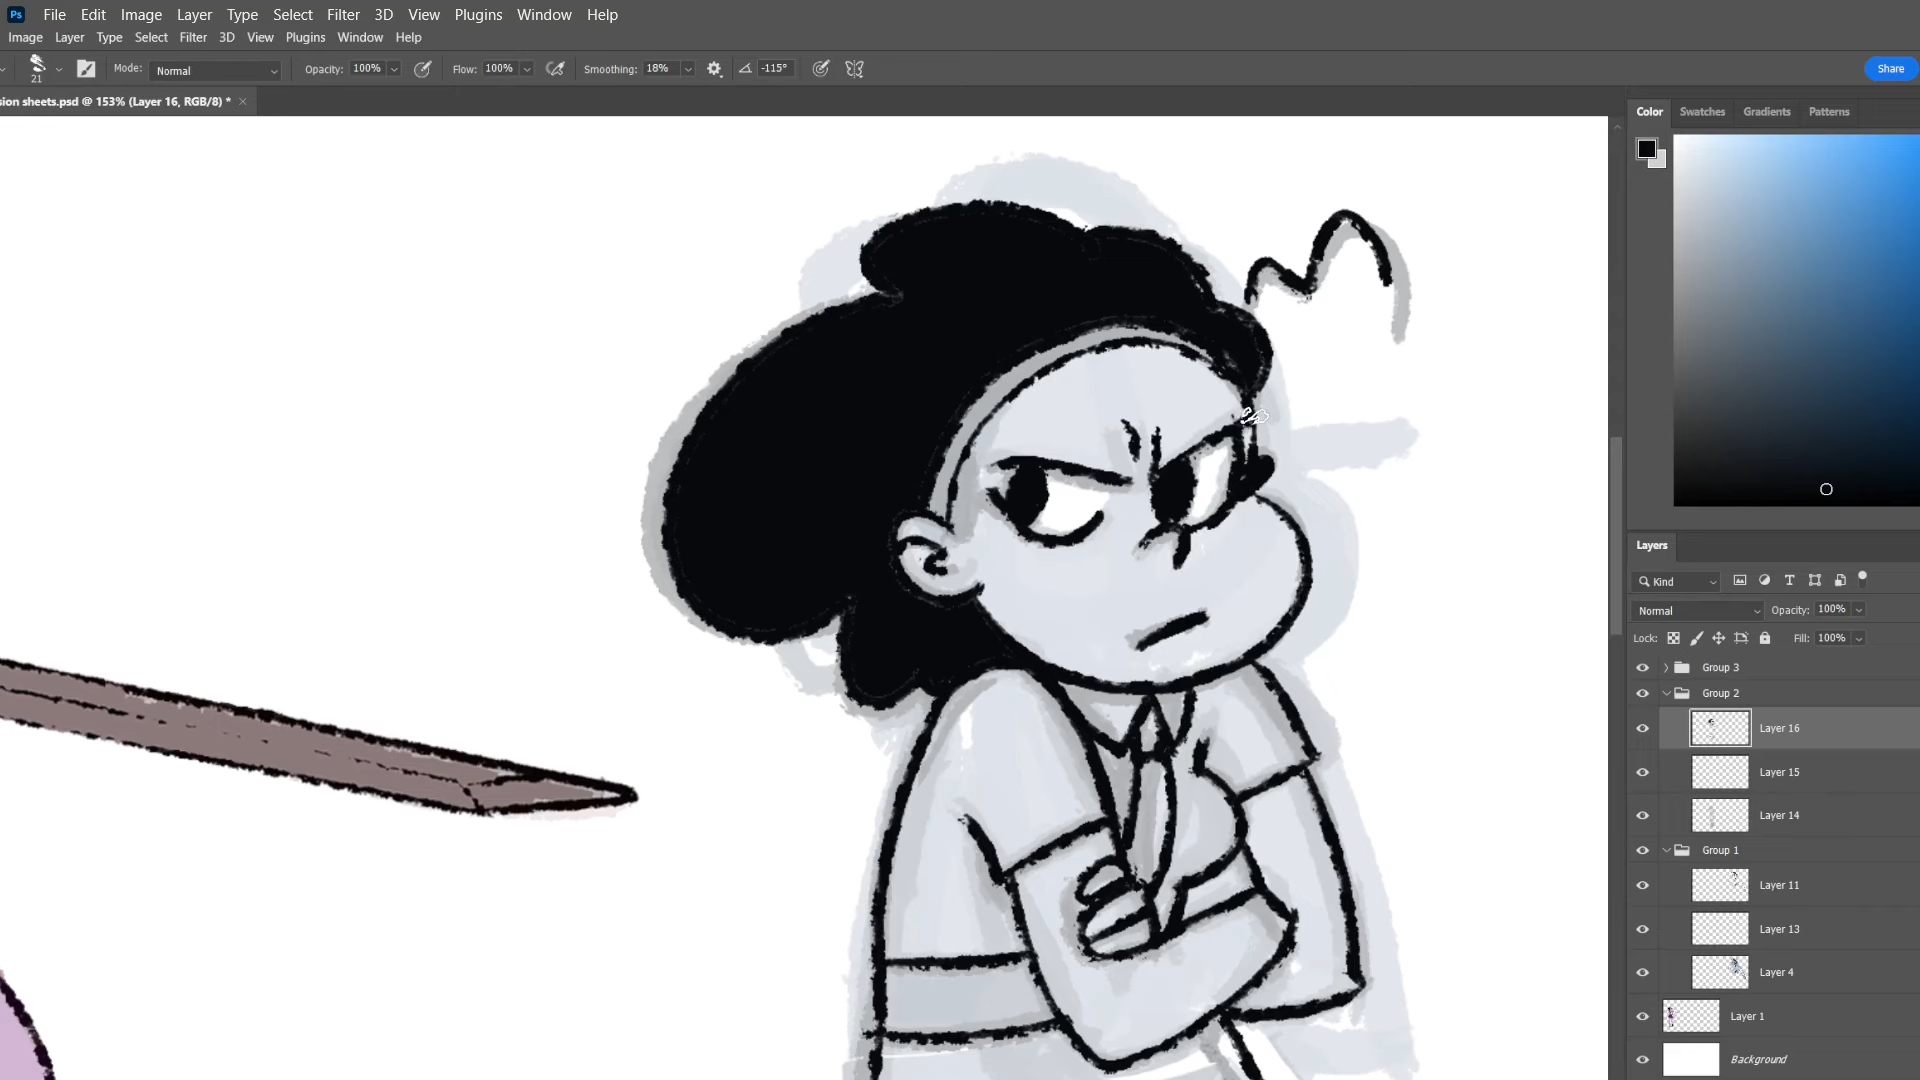 Ps File Edit Image Layer Type Select Filter 3D View Plugins Window Help
Image Layer Type Select Filter 3D View Plugins Window Help
21 Mode: Normal Opacity: 100% Flow: 100% Smoothing: 18% -115° Share
sion sheets.psd @ 153% (Layer 16, RGB/8) * ×
Color Swatches Gradients Patterns
Layers
Kind
Normal Opacity: 100%
Lock: Fill: 100%
Group 3
Group 2
Layer 16
Layer 15
Layer 14
Group 1
Layer 11
Layer 13
Layer 4
Layer 1
Background